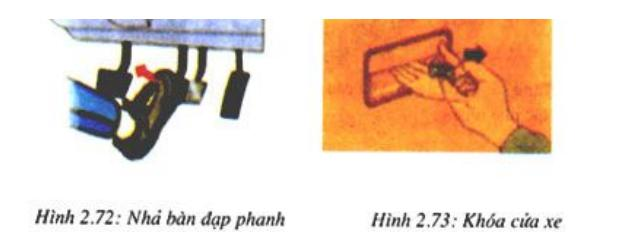 Hình 2.72: Nhả bàn đạp phanh
Hình 2.73: Khóa cửa xe